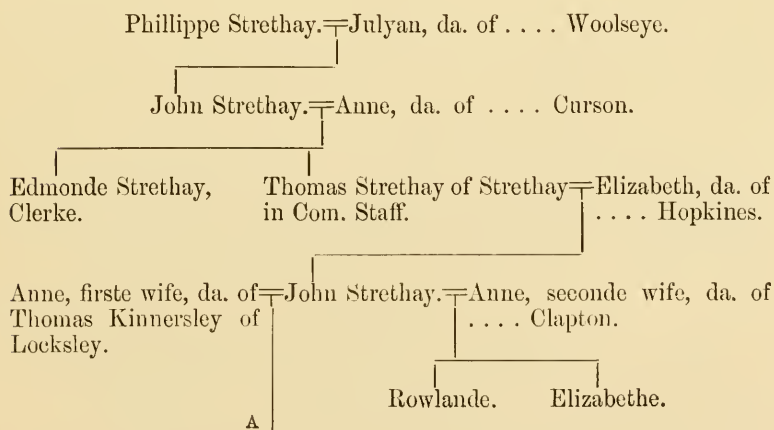 Phillippe Strethay.=Julyan, da. of . . . . Woolseye.
John Strethay.=Anne, da. of . . . . Curson.
Edmonde Strethay, Thomas Strethay of Strethay=Elizabeth, da. of
Clerke. in Com. Staff. . . . . Hopkines.
Anne, firste wife, da. of=John Strethay.=Anne, seconde wife, da. of
Thomas Kinnersley of . . . . Clapton.
Locksley.
Rowlande. Elizabethe.
A